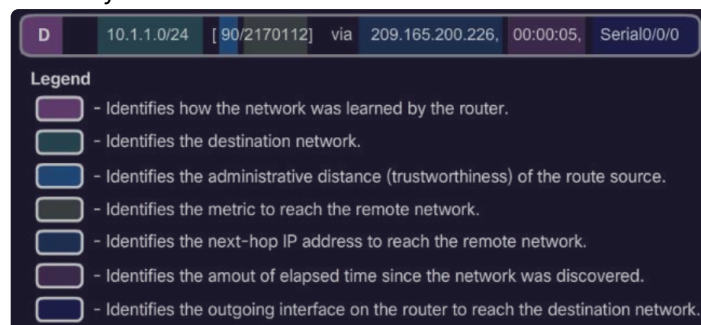 D 10.1.1.0/24 [ 90/2170112] via 209.165.200.226, 00:00:05, Serial0/0/0
Legend
- Identifies how the network was learned by the router.
- Identifies the destination network.
- Identifies the administrative distance (trustworthiness) of the route source.
- Identifies the metric to reach the remote network.
- Identifies the next-hop IP address to reach the remote network.
- Identifies the amout of elapsed time since the network was discovered.
- Identifies the outgoing interface on the router to reach the destination network.